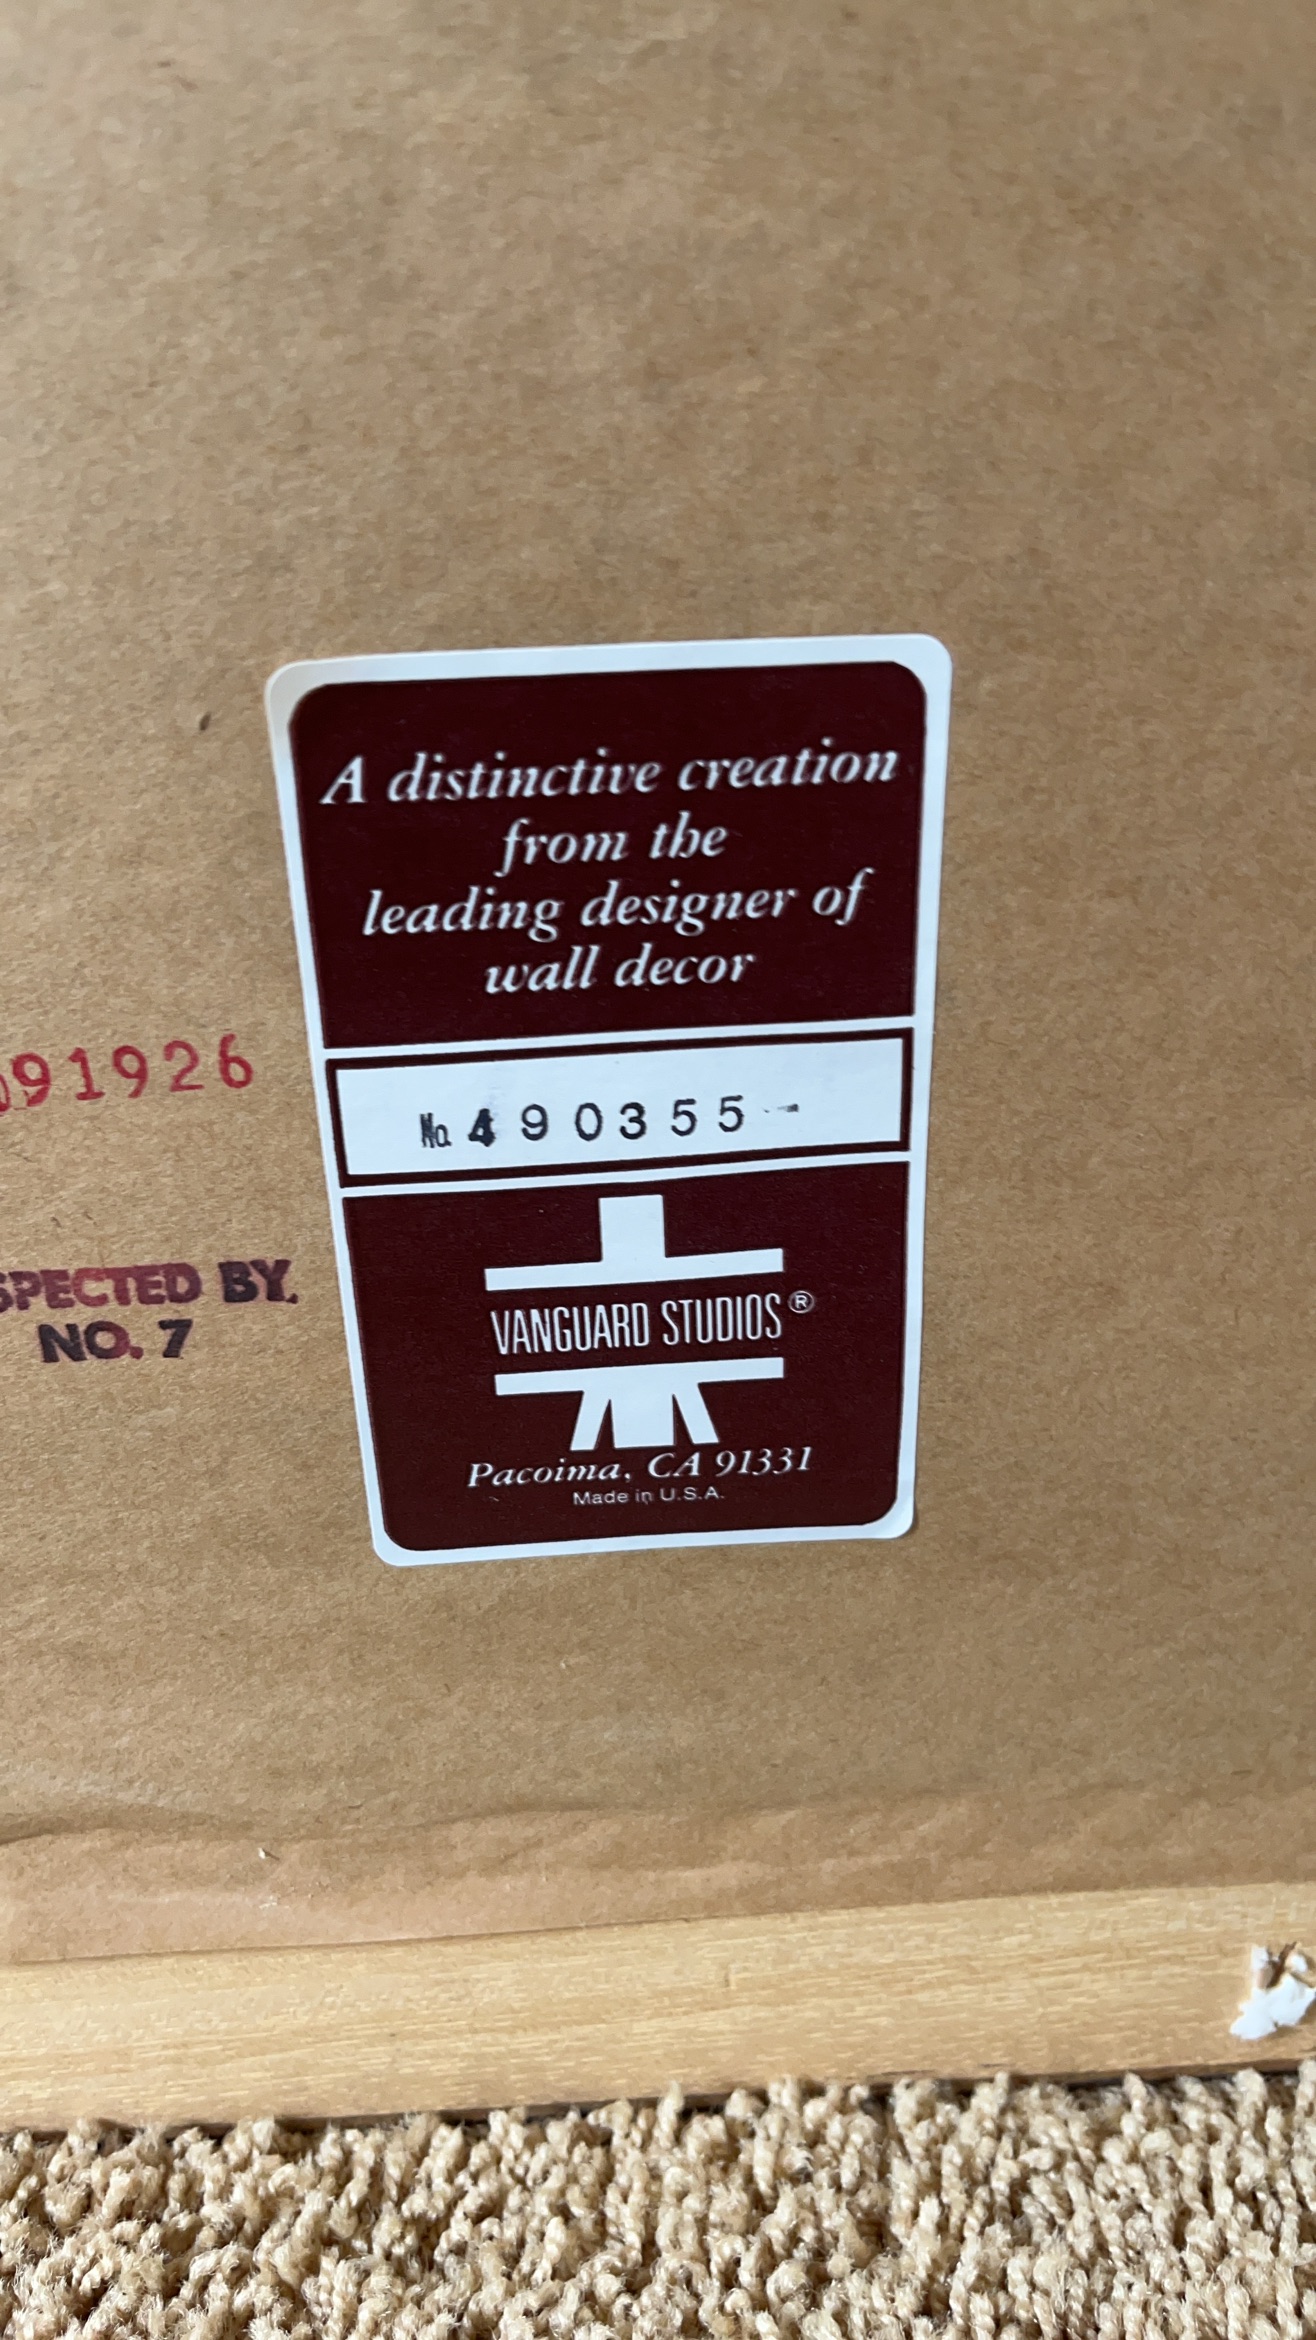 A distinctive creation
from the
leading designer of
wall decor
91926
No. 490355-
SPECTED BY.
NO. 7
VANGUARD STUDIOS®
Pacoima, CA 91331
Made in U.S.A.